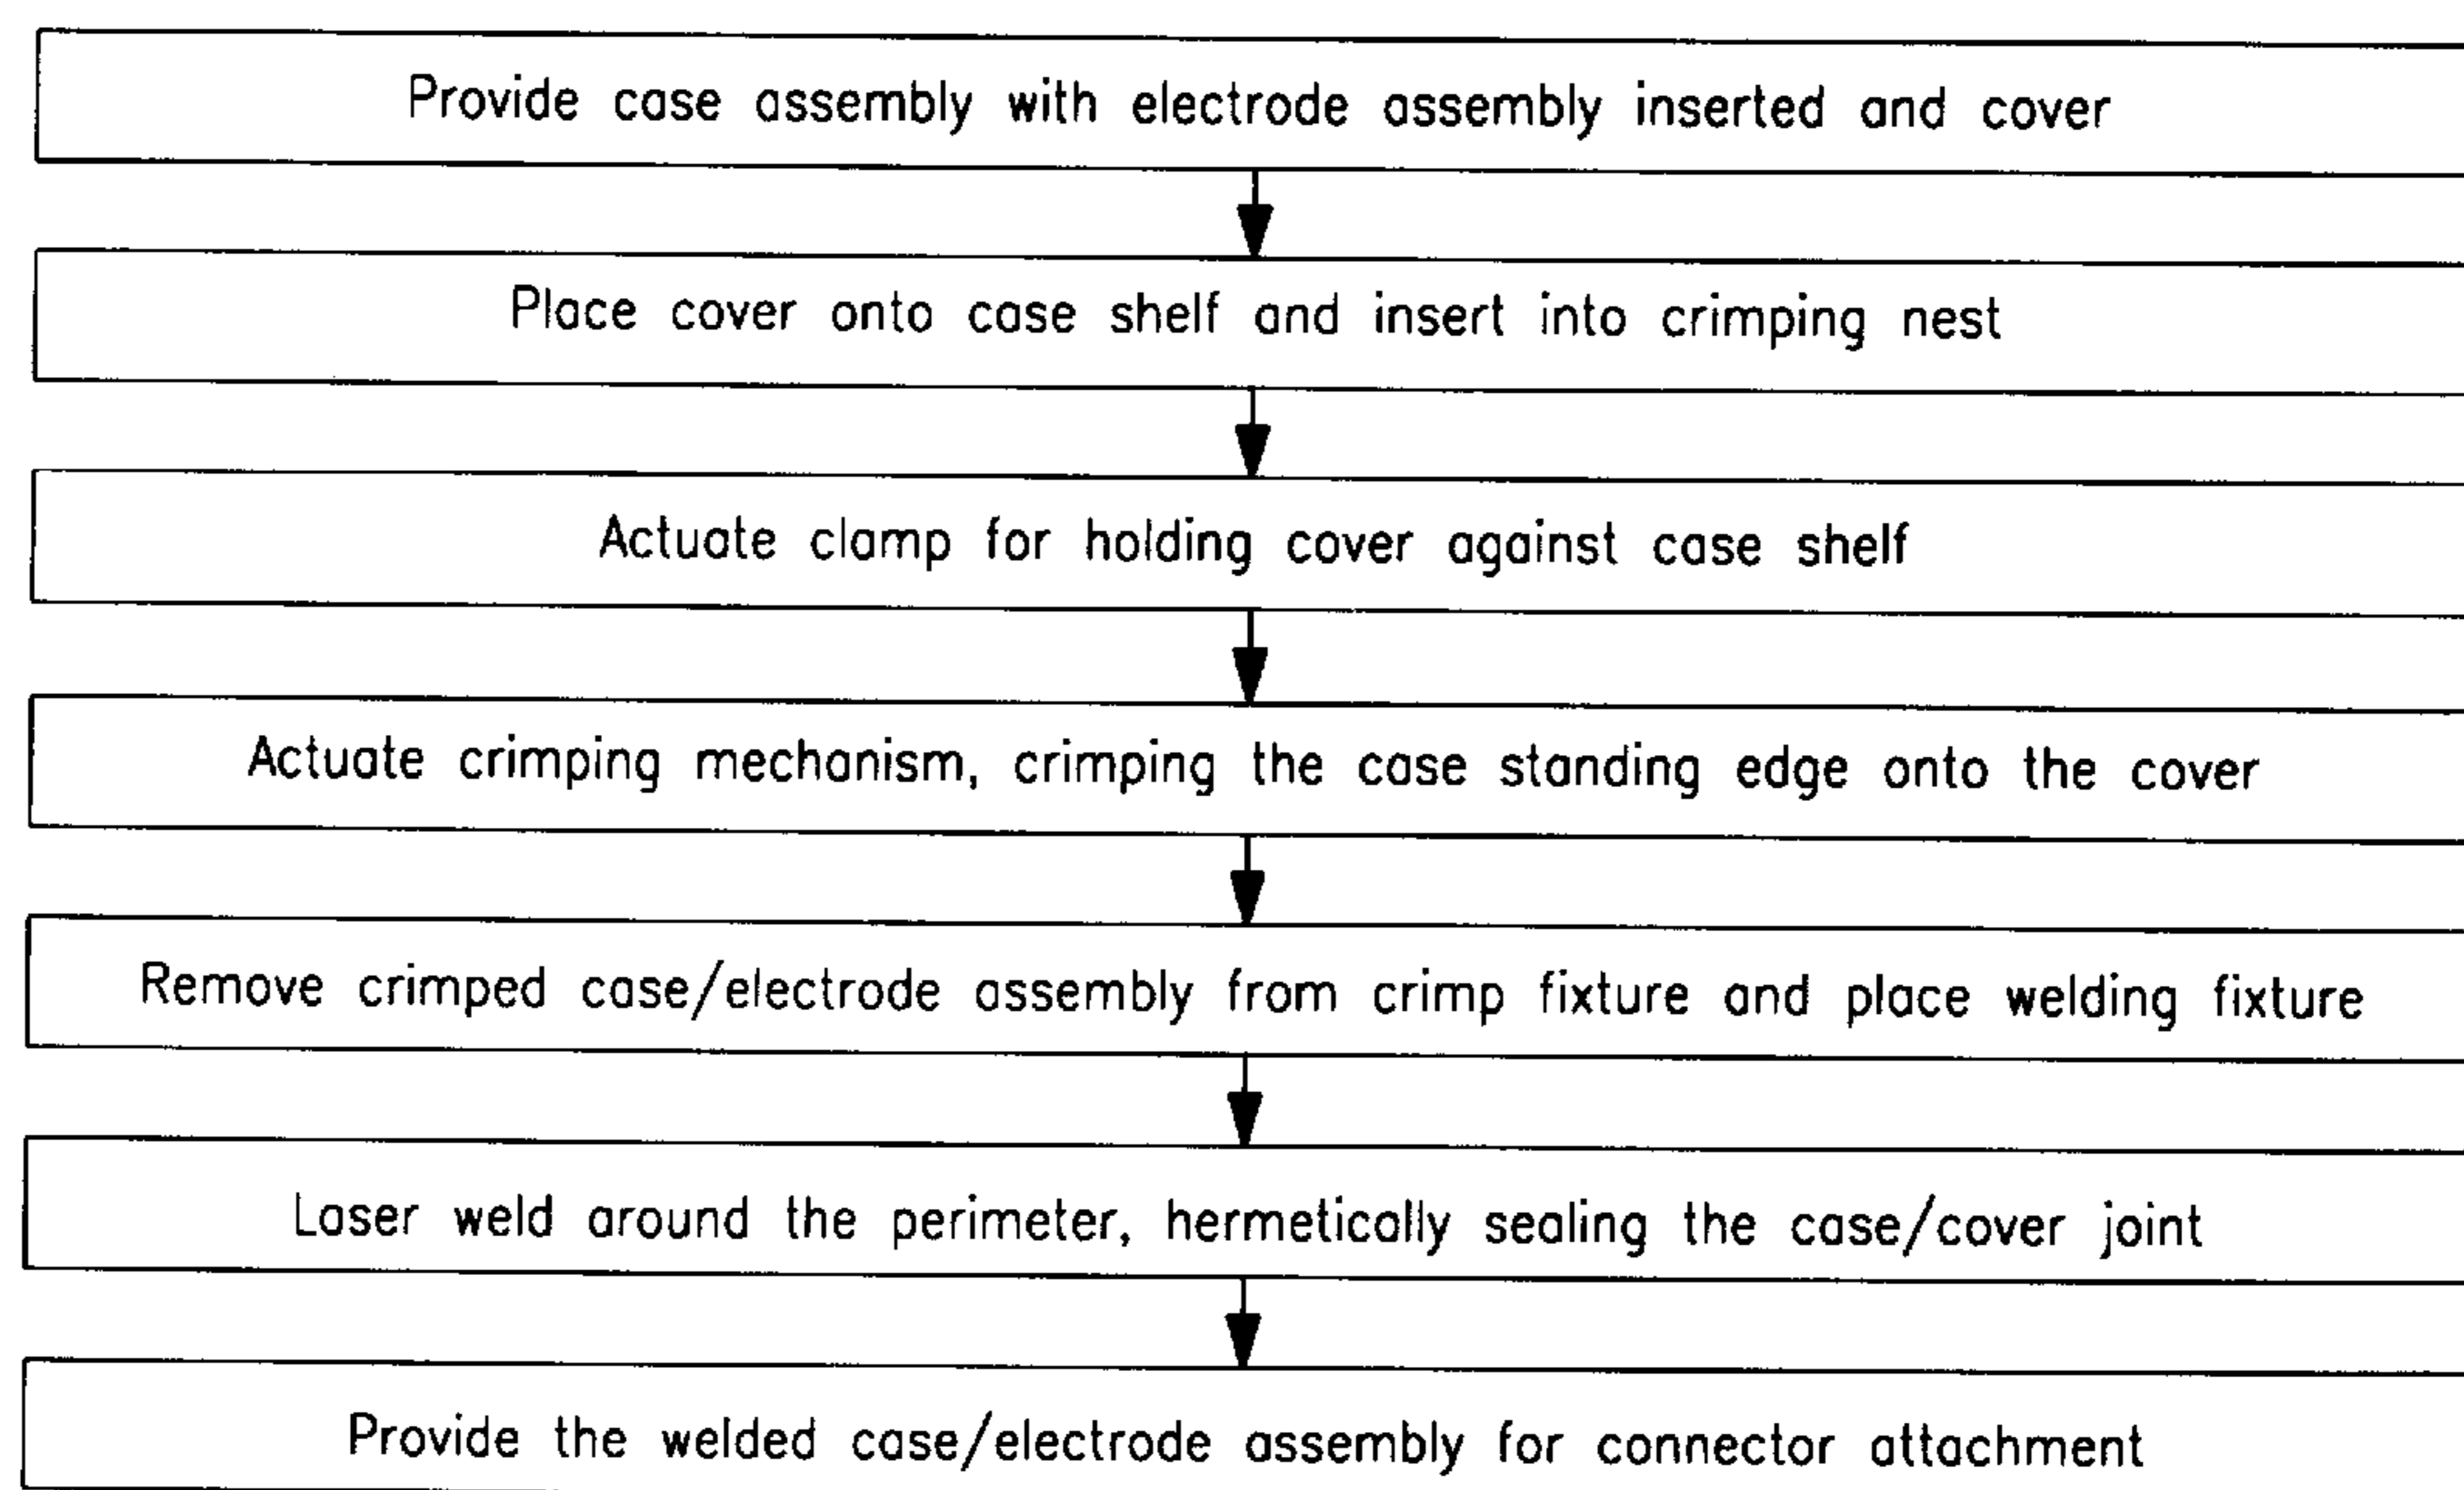 Provide case assembly with electrode assembly inserted and cover
Place cover onto case shelf and insert into crimping nest
Actuate clamp for holding cover against case shelf
Actuate crimping mechanism, crimping the case standing edge onto the cover
Remove crimped case/electrode assembly from crimp fixture and place welding fixture
Laser weld around the perimeter, hermetically sealing the case/cover joint
Provide the welded case/electrode assembly for connector attachment